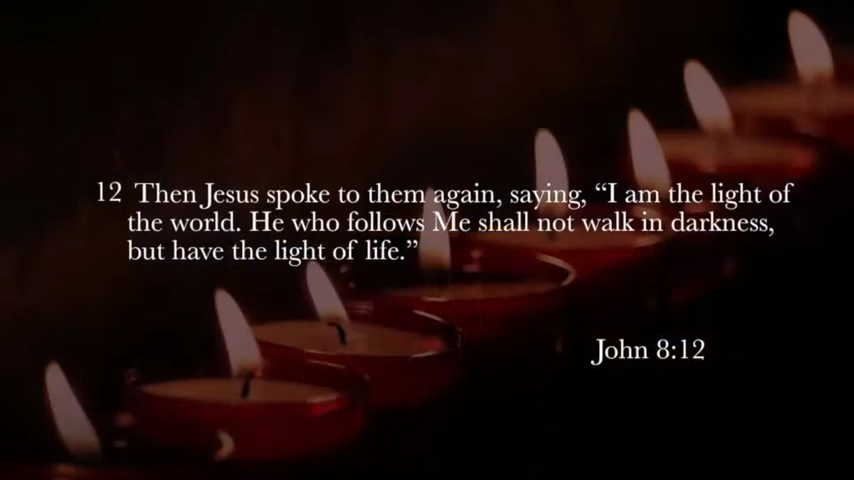 12 Then Jesus spoke to them again, saying, “I am the light of
the world. He who follows Me shall not walk in darkness,
but have the light of life.”
John 8:12